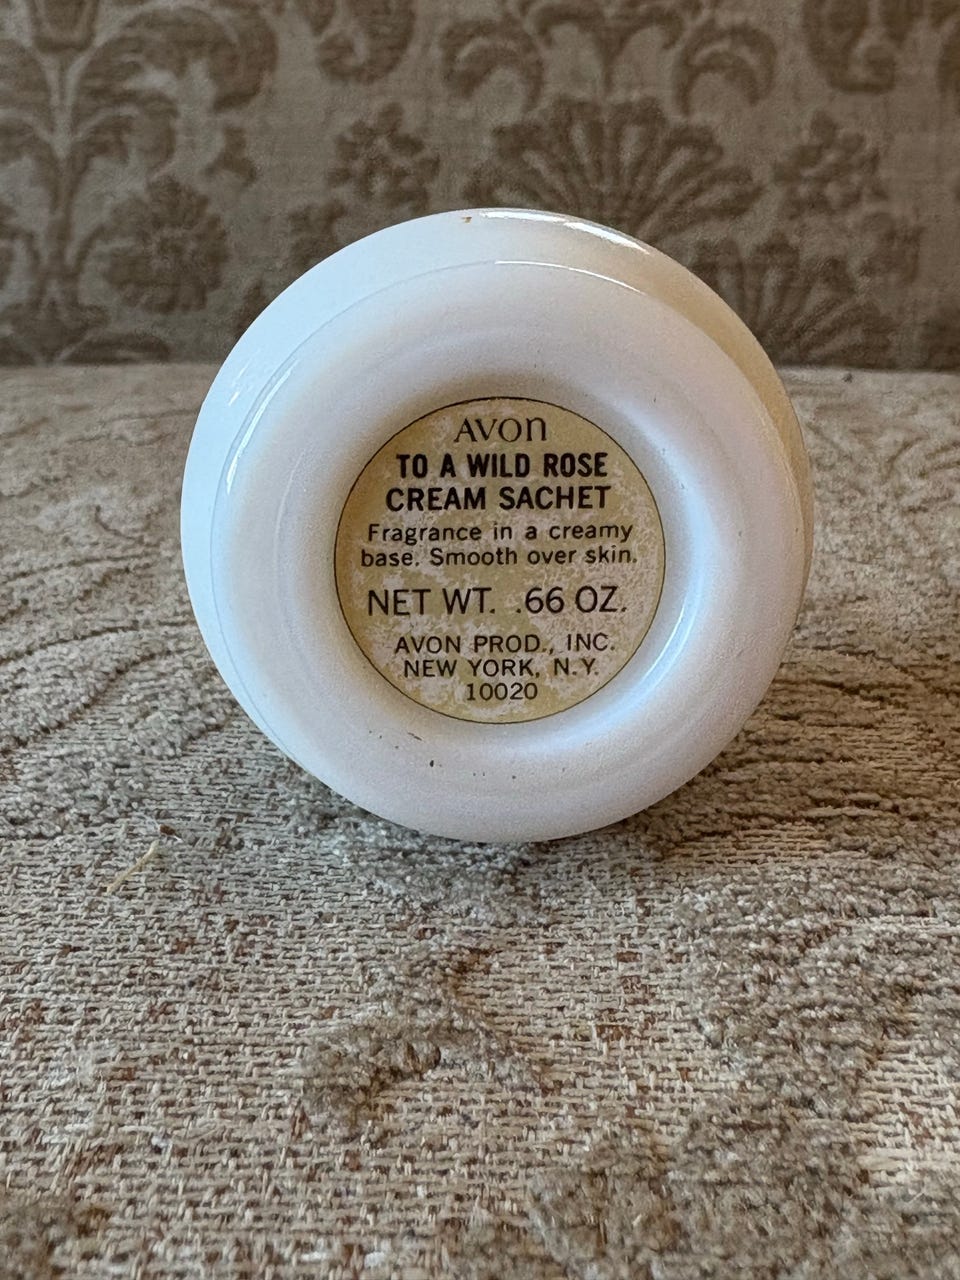 AVON
TO A WILD ROSE
CREAM SACHET
Fragrance in a creamy
base. Smooth over skin.
NET WT. .66 OZ.
AVON PROD., INC.
NEW YORK, N.Y.
10020